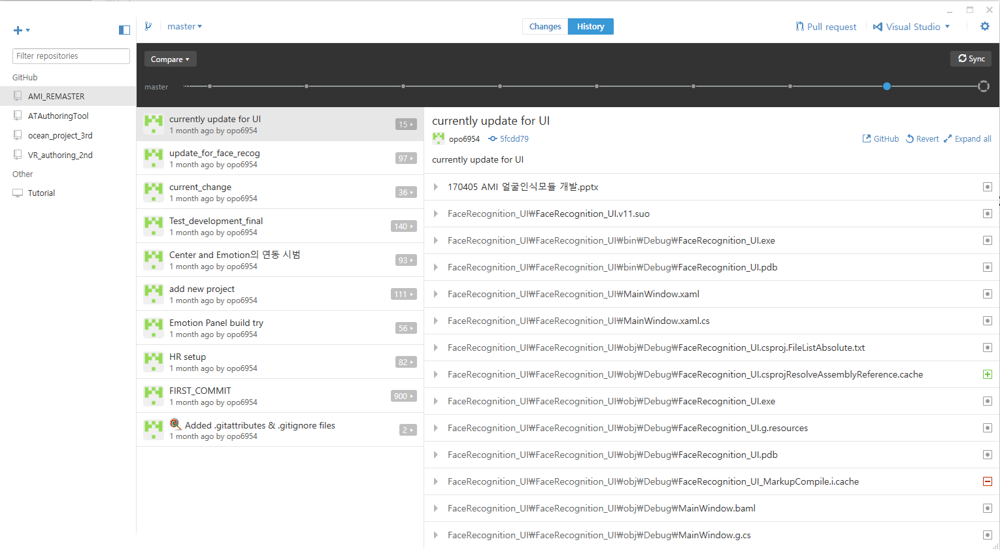 master
Changes
History
Pull request
Visual Studio
Filter repositories
GitHub
AMI_REMASTER
ATAuthoringTool
ocean_project_3rd
VR_authoring_2nd
Other
Tutorial
Compare
Sync
master
currently update for UI
1 month ago by opo6954
15
update_for_face_recog
1 month ago by opo6954
97
current_change
1 month ago by opo6954
36
Test_development_final
1 month ago by opo6954
140
Center and Emotion의 연동 시범
1 month ago by opo6954
93
add new project
1 month ago by opo6954
111
Emotion Panel build try
1 month ago by opo6954
56
HR setup
1 month ago by opo6954
82
FIRST_COMMIT
1 month ago by opo6954
900
Added .gitattributes & .gitignore files
1 month ago by opo6954
2
currently update for UI
opo6954
5fcdd79
GitHub
Revert
Expand all
currently update for UI
170405 AMI 얼굴인식모듈 개발.pptx
FaceRecognition_UI₩FaceRecognition_UI.v11.suo
FaceRecognition_UI₩FaceRecognition_UI₩bin₩Debug₩FaceRecognition_UI.exe
FaceRecognition_UI₩FaceRecognition_UI₩bin₩Debug₩FaceRecognition_UI.pdb
FaceRecognition_UI₩FaceRecognition_UI₩MainWindow.xaml
FaceRecognition_UI₩FaceRecognition_UI₩MainWindow.xaml.cs
FaceRecognition_UI₩FaceRecognition_UI₩obj₩Debug₩FaceRecognition_UI.csproj.FileListAbsolute.txt
FaceRecognition_UI₩FaceRecognition_UI₩obj₩Debug₩FaceRecognition_UI.csprojResolveAssemblyReference.cache
FaceRecognition_UI₩FaceRecognition_UI₩obj₩Debug₩FaceRecognition_UI.exe
FaceRecognition_UI₩FaceRecognition_UI₩obj₩Debug₩FaceRecognition_UI.g.resources
FaceRecognition_UI₩FaceRecognition_UI₩obj₩Debug₩FaceRecognition_UI.pdb
FaceRecognition_UI₩FaceRecognition_UI₩obj₩Debug₩FaceRecognition_UI_MarkupCompile.i.cache
FaceRecognition_UI₩FaceRecognition_UI₩obj₩Debug₩MainWindow.baml
FaceRecognition_UI₩FaceRecognition_UI₩obj₩Debug₩MainWindow.g.cs